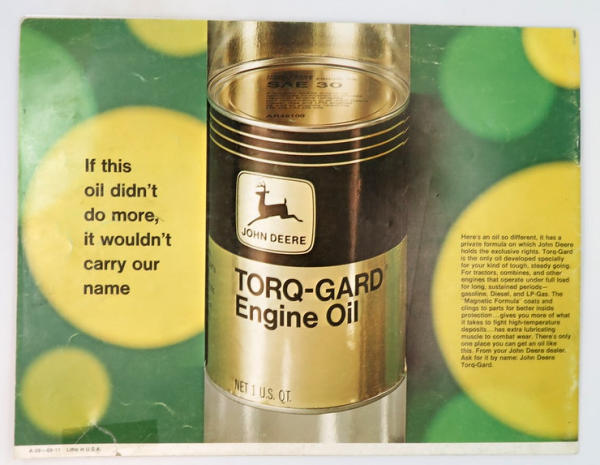 If this
oil didn't
do more,
it wouldn't
carry our
name
SAE 30
JOHN DEERE
TORQ-GARD
Engine Oil
NET 1 U.S. QT.
Here's an oil so different, it has a
private formula on which John Deere
holds the exclusive rights. Torq-Gard
is the only oil developed specially
for your kind of tough, steady going.
For tractors, combines, and other
engines that operate under full load
for long, sustained periods—
gasoline, Diesel, and LP-Gas. The
"Magnetic Formula" coats and
clings to parts for better inside
protection...gives you more of what
it takes to fight high-temperature
deposits...has extra lubricating
muscle to combat wear. There's only
one place you can get an oil like
this. From your John Deere dealer.
Ask for it by name: John Deere
Torq-Gard.
Litho in U.S.A.